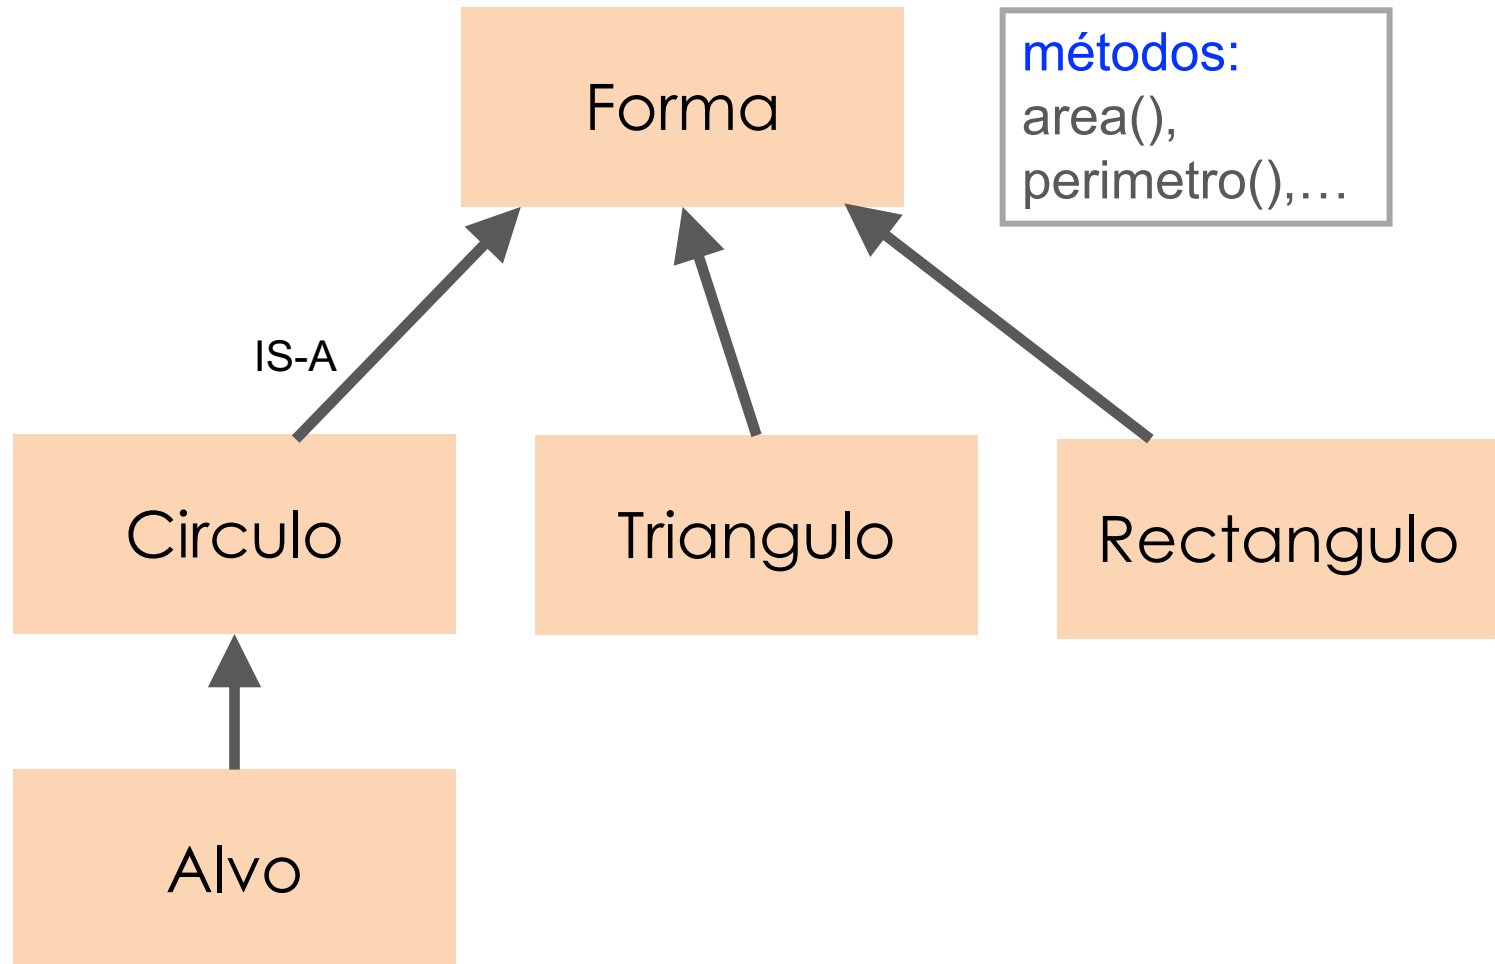 Forma
métodos:
area(),
perimetro(),…
IS-A
Circulo
Triangulo
Rectangulo
Alvo